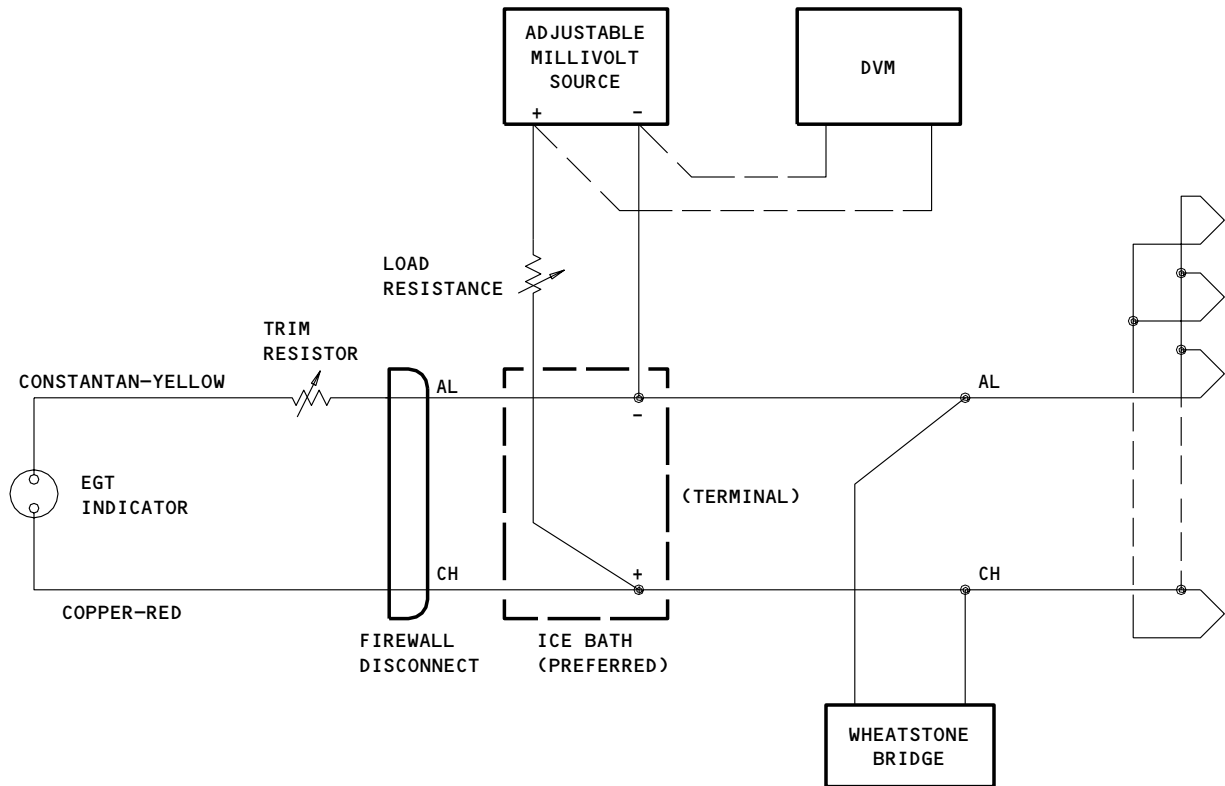 ADJUSTABLE
MILLIVOLT
SOURCE
+ -
DVM
LOAD
RESISTANCE
TRIM
RESISTOR
CONSTANTAN-YELLOW
AL
AL
-
EGT
INDICATOR
(TERMINAL)
+
CH
CH
COPPER-RED
FIREWALL
DISCONNECT
ICE BATH
(PREFERRED)
WHEATSTONE
BRIDGE